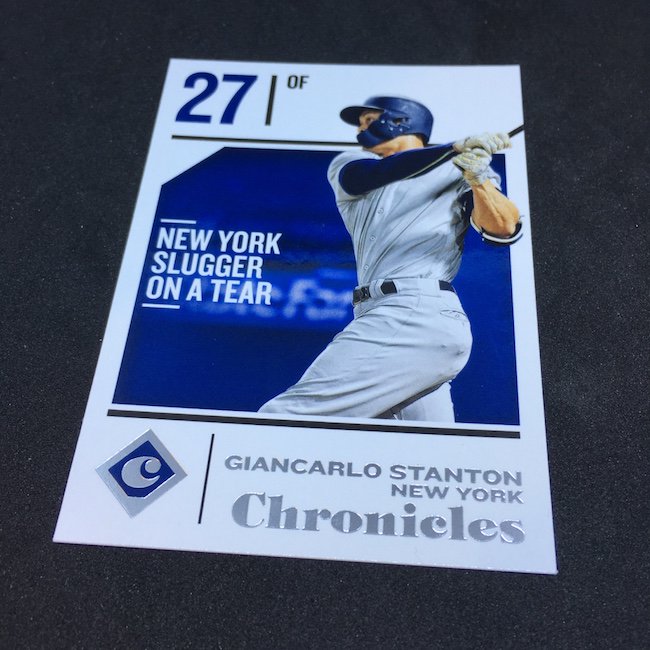 27
OF
NEW YORK
SLUGGER
ON A TEAR
GIANCARLO STANTON
NEW YORK
Chronicles
C